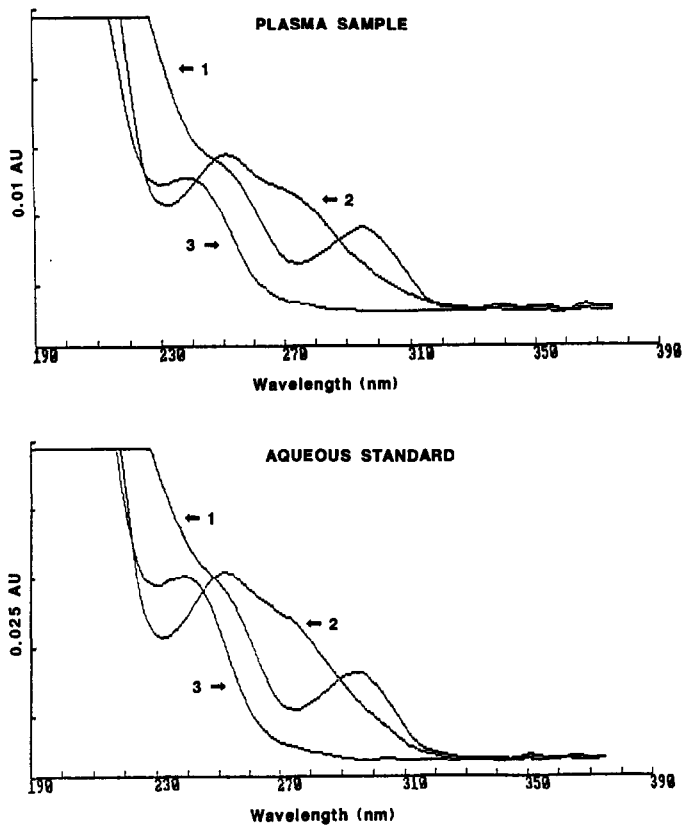 PLASMA SAMPLE
← 1
0.01 AU
← 2
3 →
190 230 270 310 350 390
Wavelength (nm)
AQUEOUS STANDARD
← 1
0.025 AU
← 2
3 →
190 230 270 310 350 390
Wavelength (nm)